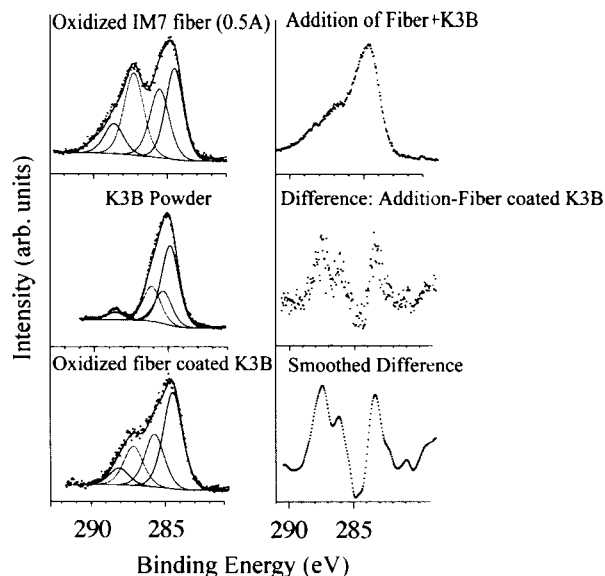 Oxidized IM7 fiber (0.5A)
Addition of Fiber+K3B
K3B Powder
Difference: Addition-Fiber coated K3B
Oxidized fiber coated K3B
Smoothed Difference
Intensity (arb. units)
290 285
290 285
Binding Energy (eV)